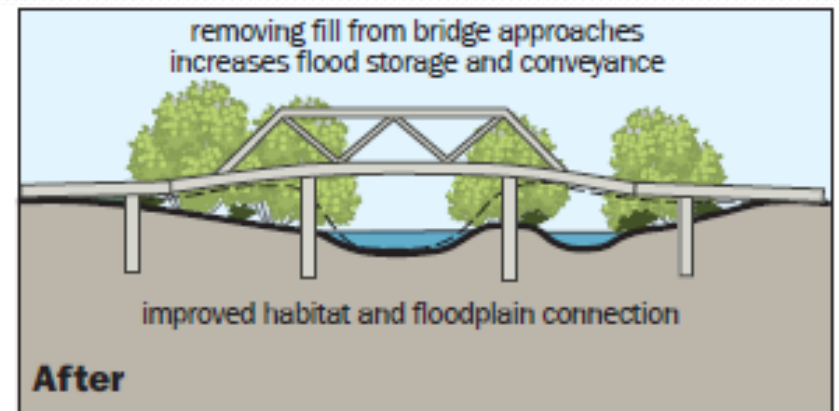 removing fill from bridge approaches
increases flood storage and conveyance
improved habitat and floodplain connection
After